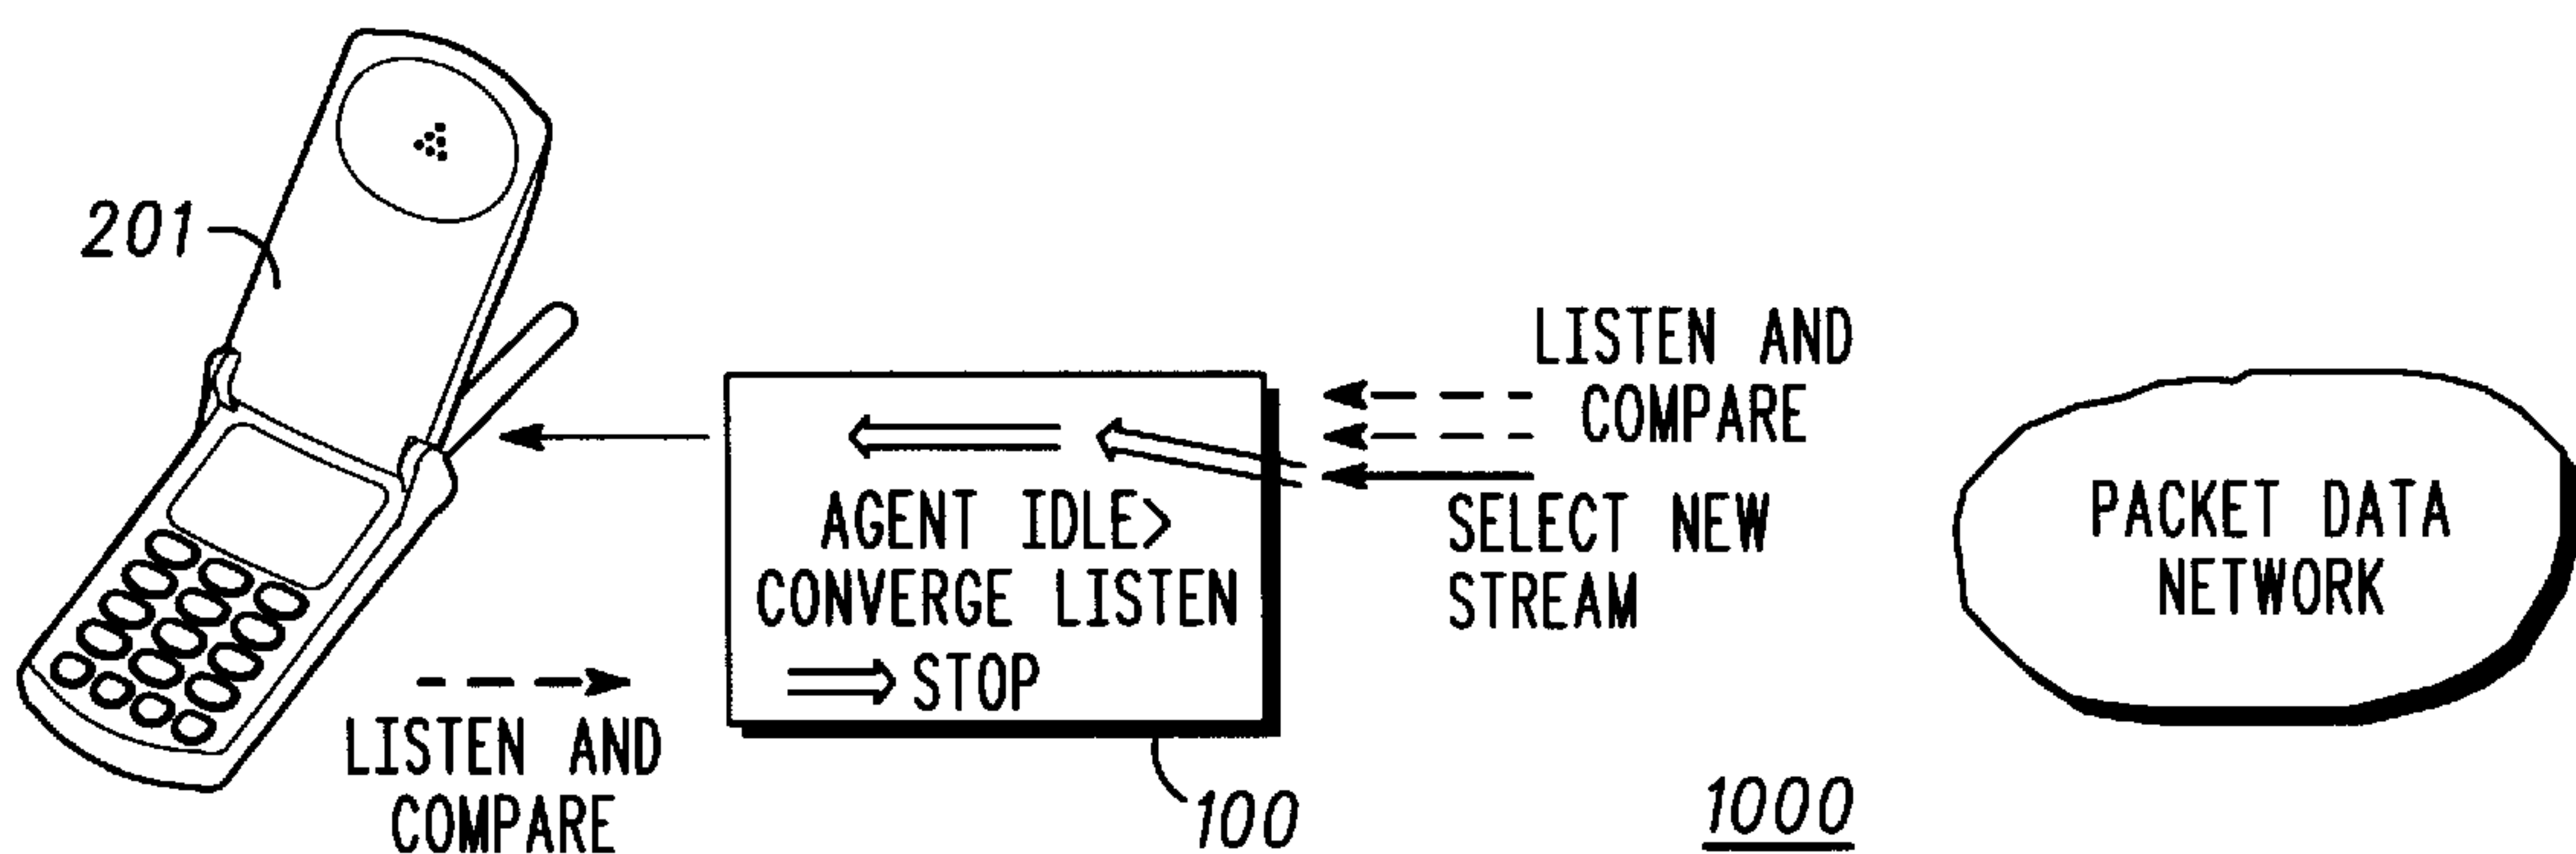 201
LISTEN AND
COMPARE
AGENT IDLE>
CONVERGE LISTEN
STOP
LISTEN AND
COMPARE
SELECT NEW
STREAM
PACKET DATA
NETWORK
100
1000